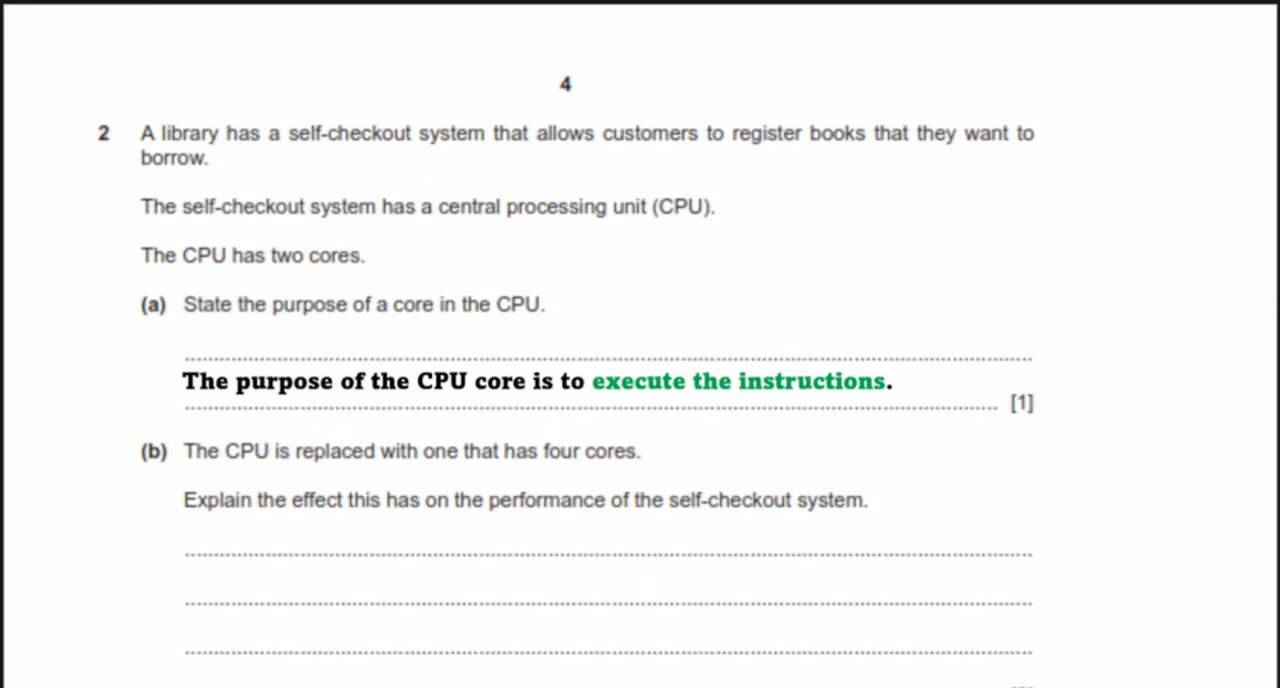 4
2 A library has a self-checkout system that allows customers to register books that they want to
borrow.
The self-checkout system has a central processing unit (CPU).
The CPU has two cores.
(a) State the purpose of a core in the CPU.
The purpose of the CPU core is to execute the instructions.
[1]
(b) The CPU is replaced with one that has four cores.
Explain the effect this has on the performance of the self-checkout system.